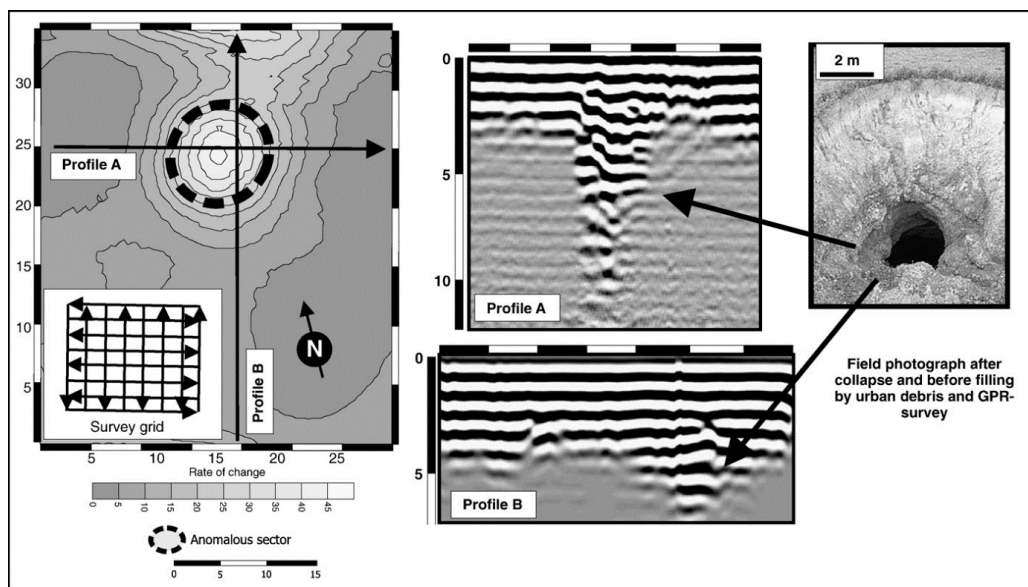 30
25
20
15
10
5
Profile A
Profile B
N
Survey grid
5
10
15
20
25
Rate of change
0
5
10
15
20
25
30
35
40
45
Anomalous sector
0
5
10
15
0
5
10
Profile A
0
5
Profile B
2 m
Field photograph after
collapse and before filling
by urban debris and GPR-
survey